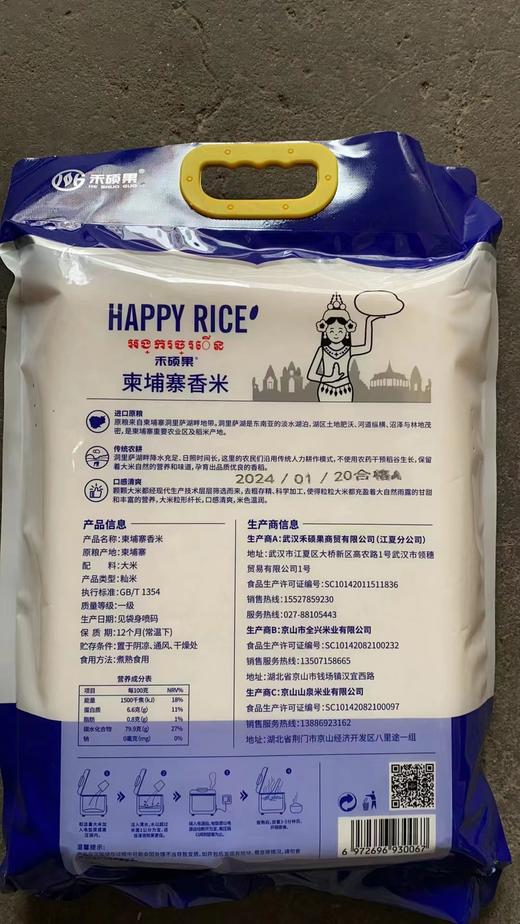 禾硕果
HE SHUO GUO
HAPPY RICE
禾硕果
柬埔寨香米
进口原粮
原粮来自柬埔寨洞里萨湖畔地带,洞里萨湖是东南亚的淡水湖泊,湖区土地肥沃、河道纵横、沼泽与林地茂
密,是柬埔寨重要农业区及稻米产地。
传统农耕
洞里萨湖畔降水充足、日照时间长,这里的农民们沿用传统人力耕作模式,不使用农药干预稻谷生长,保留
着大米自然的营养和味道,孕育出品质优良的香稻。
2024/01/20合格A
口感清爽
颗颗大米都经现代生产技术层层筛选而来,去粗存精、科学加工,使得粒粒大米都充盈着大自然雨露的甘甜
和丰富的营养,大米粒形纤长,口感清爽,米色温润。
产品信息
产品名称:柬埔寨香米
原粮产地:柬埔寨
配 料:大米
产品类型:籼米
执行标准:GB/T 1354
质量等级:一级
生产日期:见袋身喷码
保 质 期:12个月(常温下)
贮存条件:置于阴凉、通风、干燥处
食用方法:煮熟食用
营养成分表
项目 每100克 NRV%
能量 1500千焦(kJ) 18%
蛋白质 6.6克(g) 11%
脂肪 0.8克(g) 1%
碳水化合物 79.9克(g) 27%
钠 0毫克(mg) 0%
生产商信息
生产商A:武汉禾硕果商贸有限公司(江夏分公司)
地址:武汉市江夏区大桥新区高农路1号武汉市领穗
贸易有限公司1号
食品生产许可证编号:SC10142011511836
销售热线:15527859230
服务热线:027-88105443
生产商B:京山市全兴米业有限公司
食品生产许可证编号:SC10142082100232
销售服务热线:13507158665
地址:湖北省京山市钱场镇汉宜西路
生产商C:京山山泉米业有限公司
食品生产许可证编号:SC10142082100097
销售服务热线:13886923162
地址:湖北省荆门市京山经济开发区八里途一组
1
2
3
4
温馨提示:
6 972696 930067